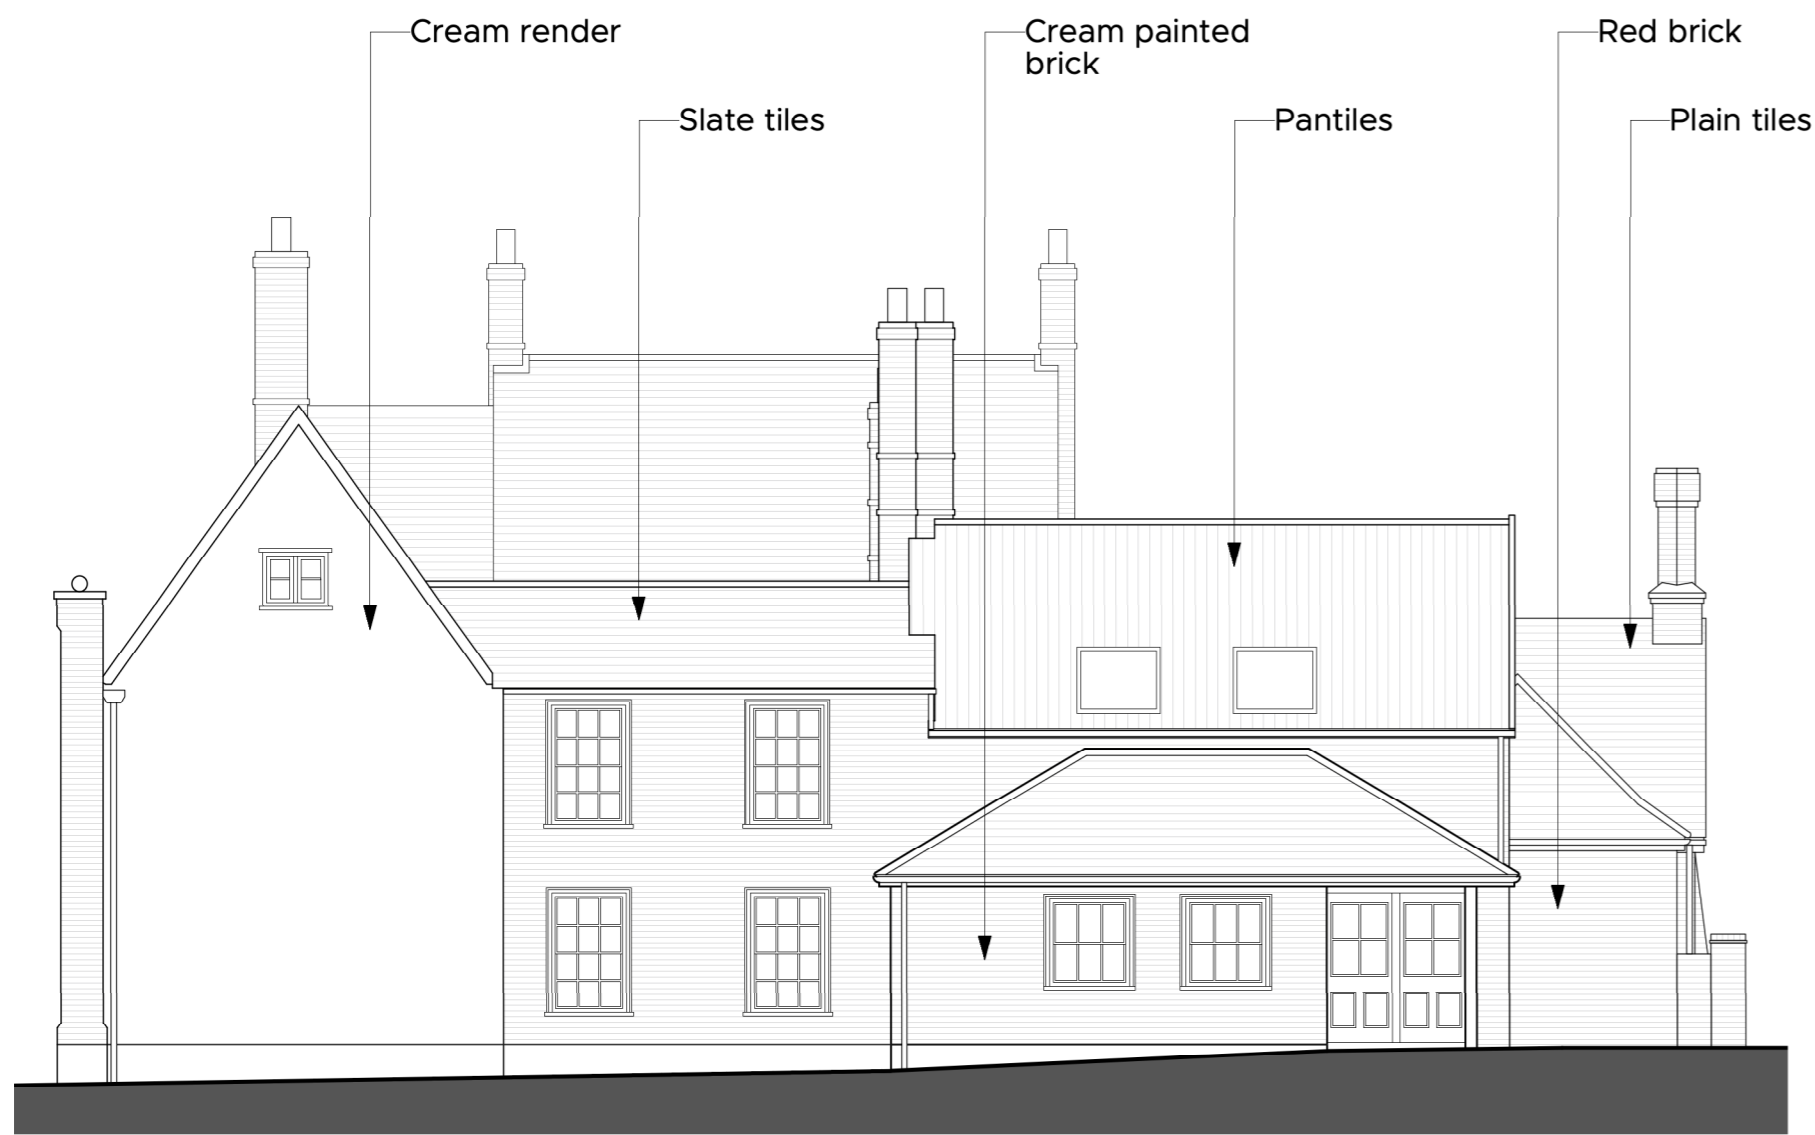 Cream render
Cream painted
brick
Red brick
Slate tiles
Pantiles
Plain tiles